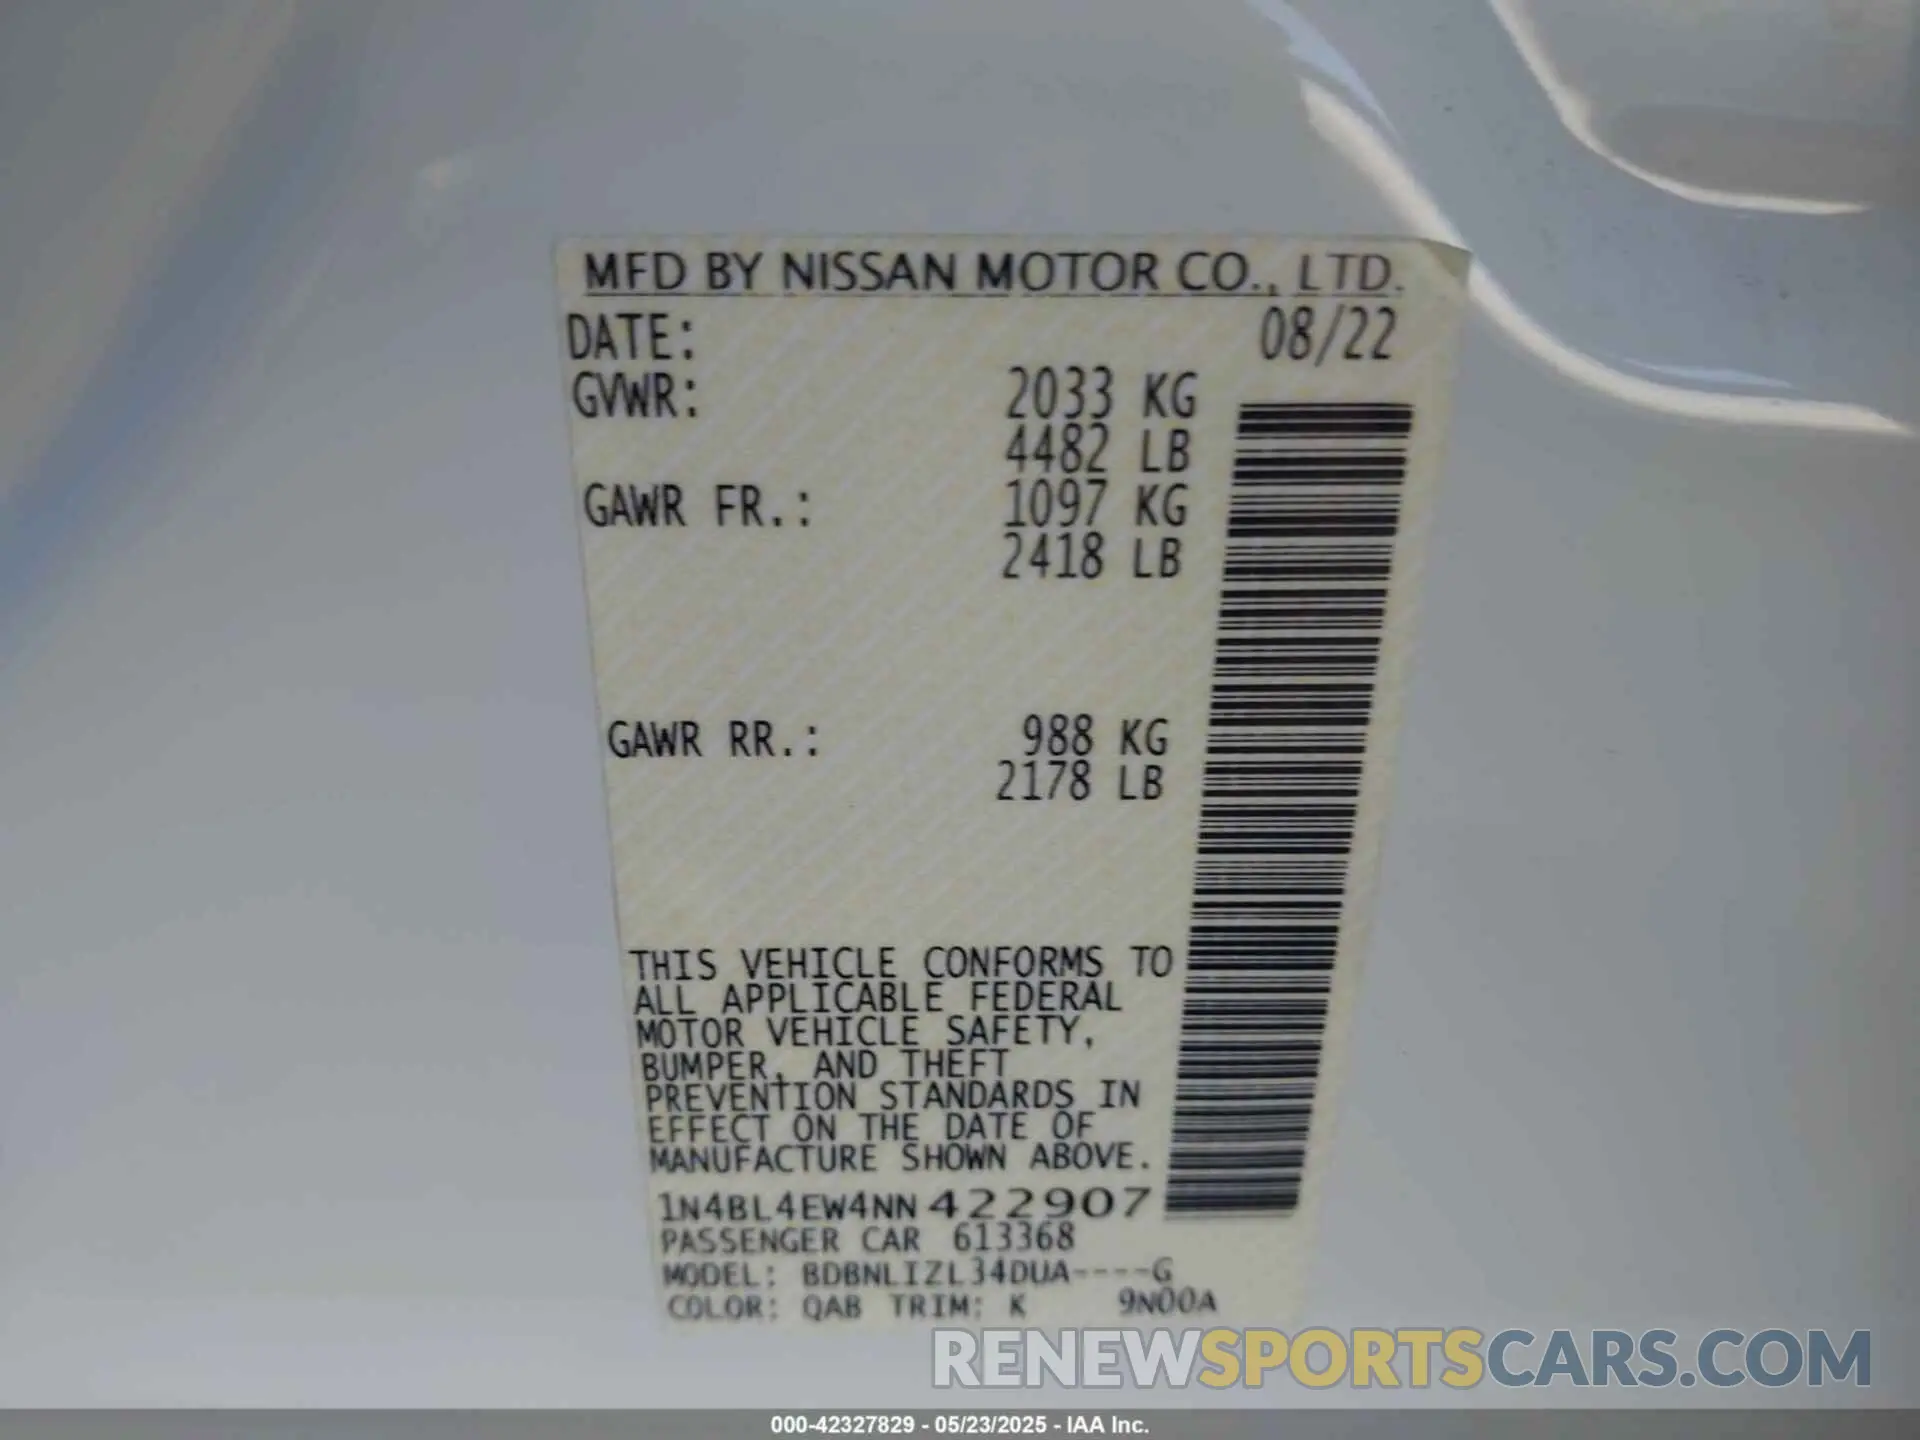 MFD BY NISSAN MOTOR CO., LTD.
DATE: 08/22
GVWR: 2033 KG
4482 LB
GAWR FR.: 1097 KG
2418 LB
GAWR RR.: 988 KG
2178 LB
THIS VEHICLE CONFORMS TO
ALL APPLICABLE FEDERAL
MOTOR VEHICLE SAFETY,
BUMPER, AND THEFT
PREVENTION STANDARDS IN
EFFECT ON THE DATE OF
MANUFACTURE SHOWN ABOVE.
1N4BL4EW4NN422907
PASSENGER CAR 613368
MODEL: BDBNLIZL34DUA----G
COLOR: QAB TRIM: K 9N00A
RENEWSPORTSCARS.COM
000-42327829 - 05/23/2025 - IAA Inc.